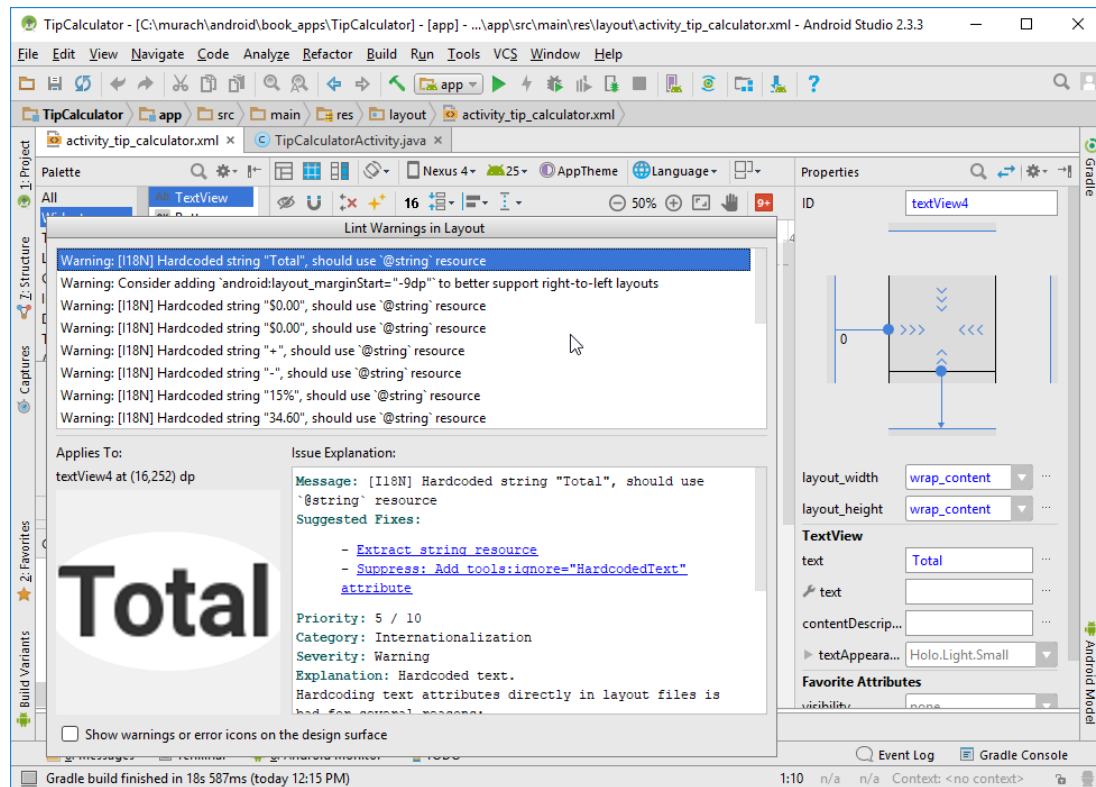 TipCalculator - [C:\murach\android\book_apps\TipCalculator] - [app] - ...\app\src\main\res\layout\activity_tip_calculator.xml - Android Studio 2.3.3
File Edit View Navigate Code Analyze Refactor Build Run Tools VCS Window Help
app
TipCalculator app src main res layout activity_tip_calculator.xml
activity_tip_calculator.xml TipCalculatorActivity.java
1: Project
Z: Structure
Captures
2: Favorites
Build Variants
Palette
All
TextView
Nexus 4 25 AppTheme Language
16 50% 9+
Lint Warnings in Layout
Warning: [I18N] Hardcoded string "Total", should use `@string` resource
Warning: Consider adding `android:layout_marginStart="-9dp"` to better support right-to-left layouts
Warning: [I18N] Hardcoded string "$0.00", should use `@string` resource
Warning: [I18N] Hardcoded string "$0.00", should use `@string` resource
Warning: [I18N] Hardcoded string "+", should use `@string` resource
Warning: [I18N] Hardcoded string "-", should use `@string` resource
Warning: [I18N] Hardcoded string "15%", should use `@string` resource
Warning: [I18N] Hardcoded string "34.60", should use `@string` resource
Applies To:
textView4 at (16,252) dp
Total
Issue Explanation:
Message: [I18N] Hardcoded string "Total", should use
`@string` resource
Suggested Fixes:
- Extract string resource
- Suppress: Add tools:ignore="HardcodedText"
attribute
Priority: 5 / 10
Category: Internationalization
Severity: Warning
Explanation: Hardcoded text.
Hardcoding text attributes directly in layout files is
bad for several reasons:
Show warnings or error icons on the design surface
Properties
ID textView4
0
layout_width wrap_content
layout_height wrap_content
TextView
text Total
text
contentDescrip...
textAppeara... Holo.Light.Small
Favorite Attributes
visibility none
Gradle
Android Model
Event Log Gradle Console
Gradle build finished in 18s 587ms (today 12:15 PM)
1:10 n/a n/a Context: <no context>